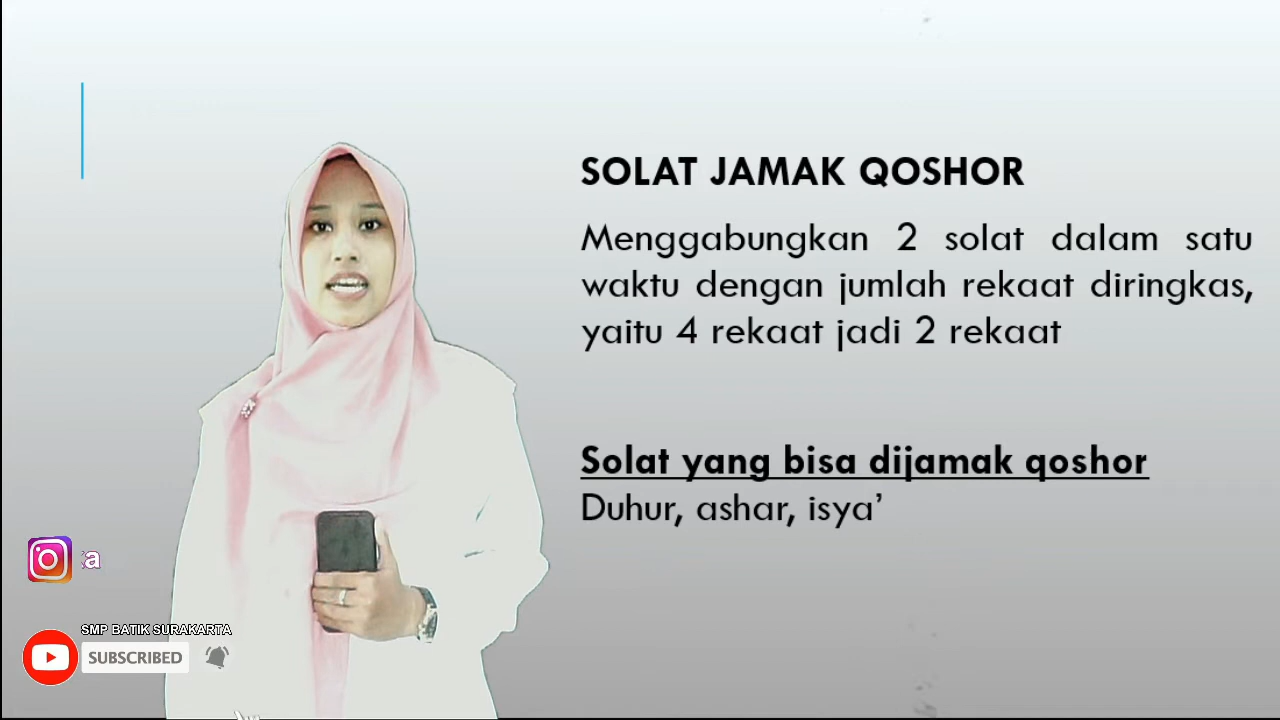 SOLAT JAMAK QOSHOR
Menggabungkan 2 solat dalam satu
waktu dengan jumlah rekaat diringkas,
yaitu 4 rekaat jadi 2 rekaat
Solat yang bisa dijamak qoshor
Duhur, ashar, isya’
a
SMP BATIK SURAKARTA
SUBSCRIBED